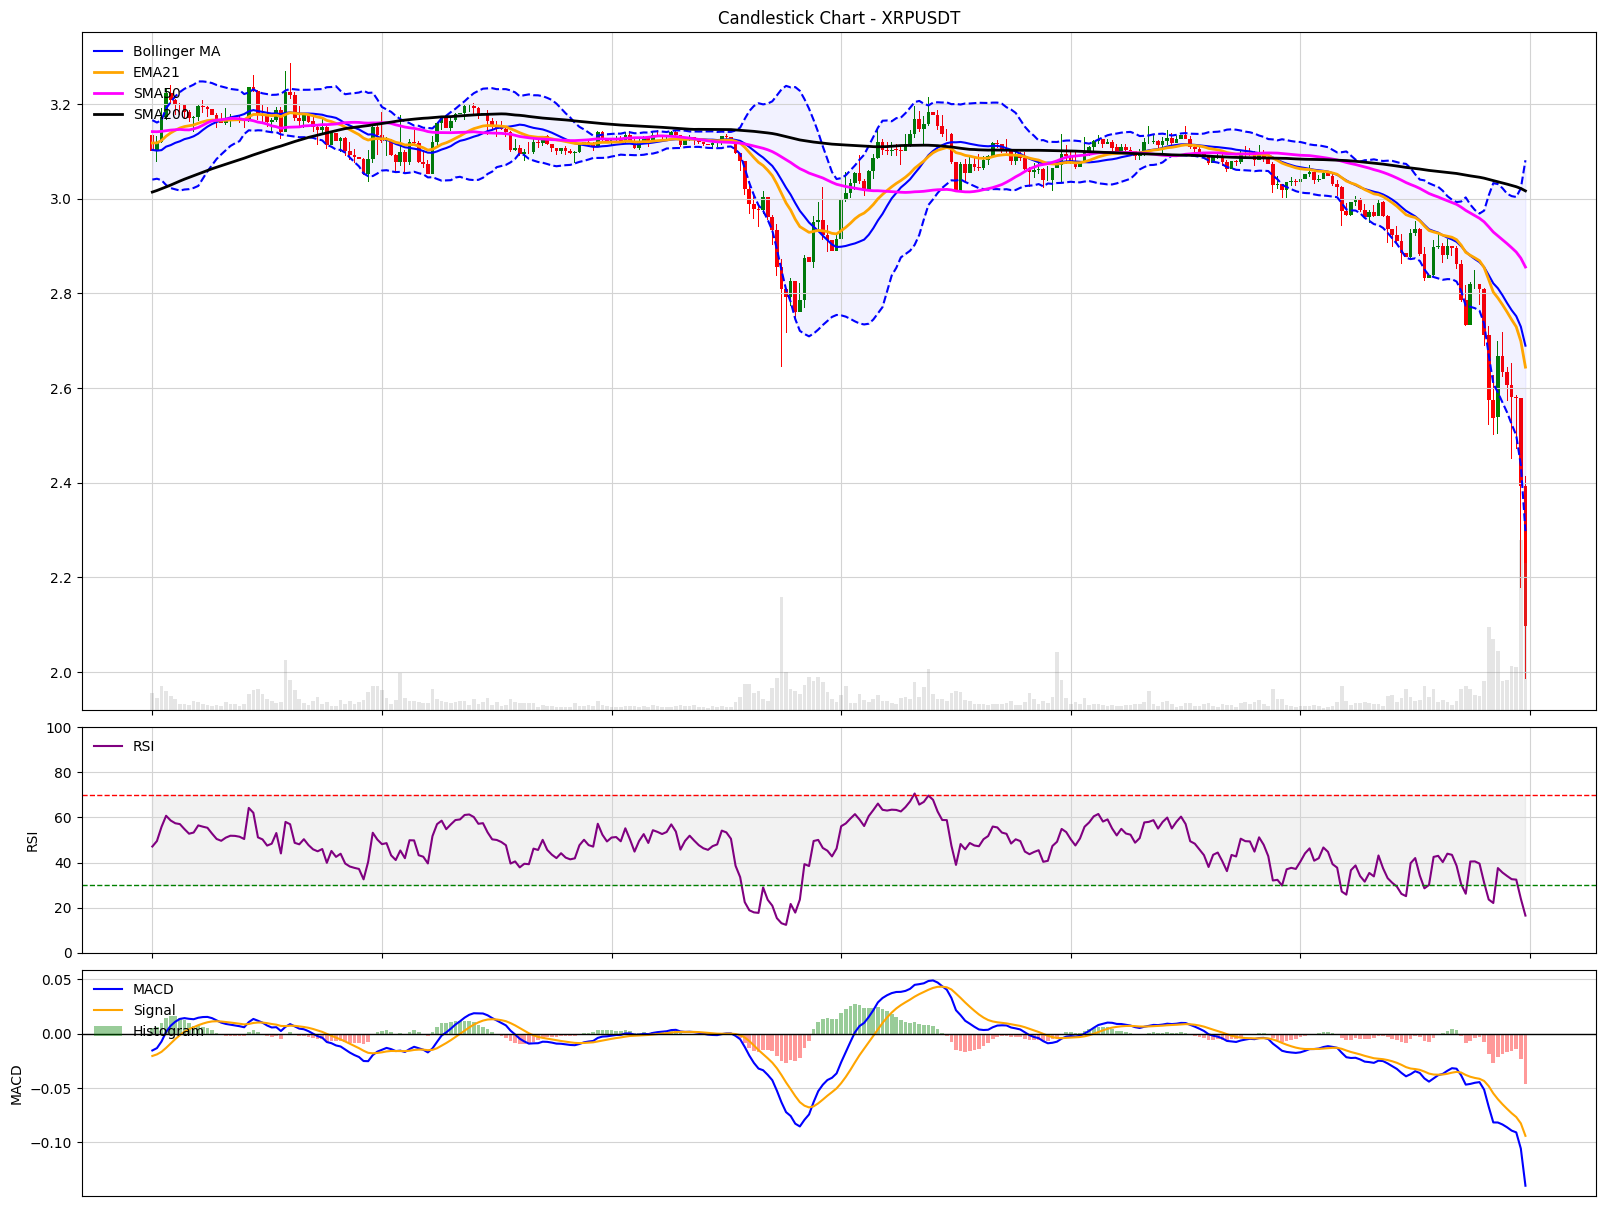 Candlestick Chart - XRPUSDT
Bollinger MA
EMA21
SMA50
SMA200
3.2
3.0
2.8
2.6
2.4
2.2
2.0
100
80
60
40
20
0
RSI
RSI
0.05
0.00
−0.05
−0.10
MACD
MACD
Signal
Histogram